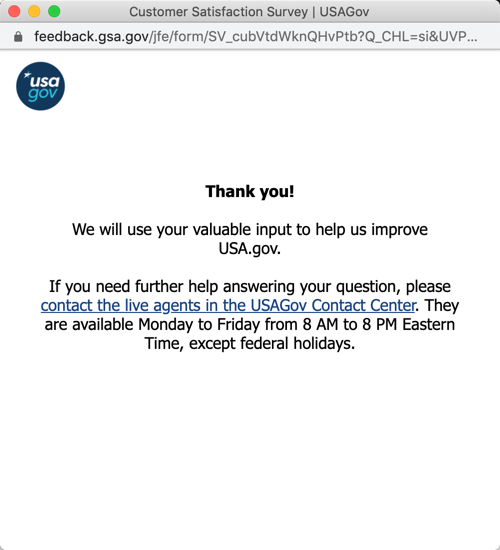 Customer Satisfaction Survey | USAGov
feedback.gsa.gov/jfe/form/SV_cubVtdWknQHvPtb?Q_CHL=si&UVP...
usa
gov
Thank you!
We will use your valuable input to help us improve
USA.gov.
If you need further help answering your question, please
contact the live agents in the USAGov Contact Center. They
are available Monday to Friday from 8 AM to 8 PM Eastern
Time, except federal holidays.